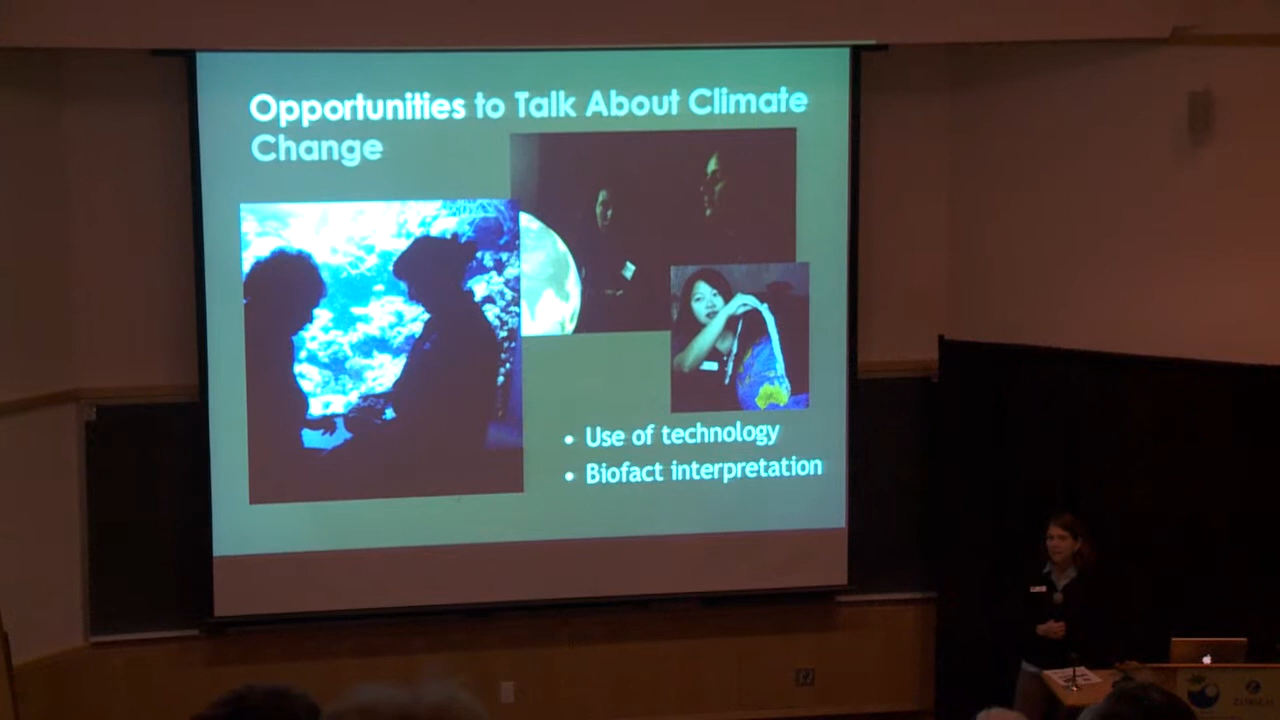 Opportunities to Talk About Climate
Change
• Use of technology
• Biofact interpretation